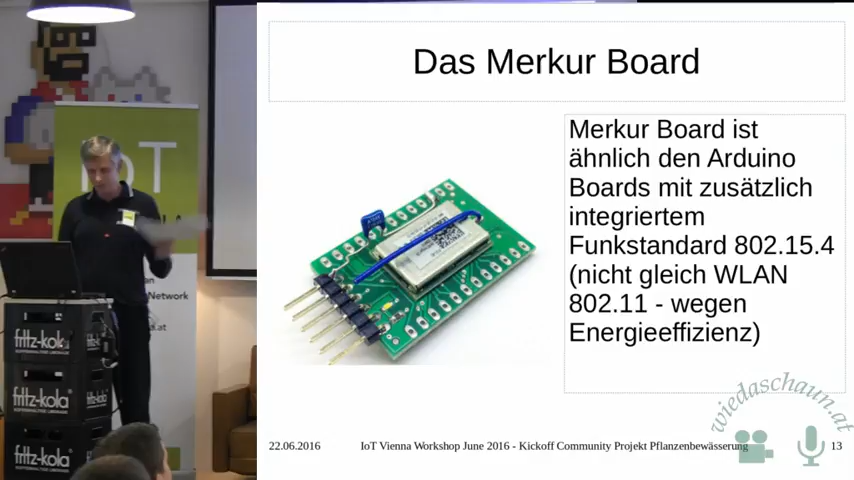 Das Merkur Board
Merkur Board ist
ähnlich den Arduino
Boards mit zusätzlich
integriertem
Funkstandard 802.15.4
(nicht gleich WLAN
802.11 - wegen
Energieeffizienz)
22.06.2016
IoT Vienna Workshop June 2016 - Kickoff Community Projekt Pflanzenbewässerung
13
wiedaschaun.at
IoT
Network
fritz-kola
fritz-kola
fritz-kola